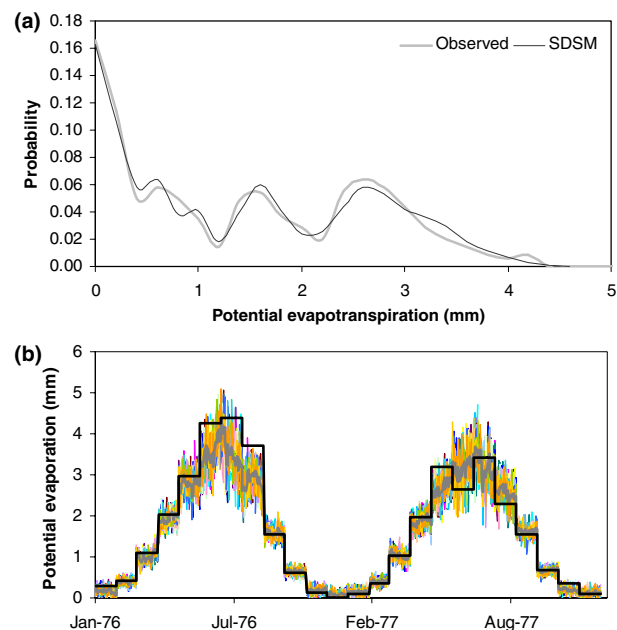 (a)
0.18
0.16
0.14
0.12
0.10
0.08
0.06
0.04
0.02
0.00
Probability
Observed SDSM
0 1 2 3 4 5
Potential evapotranspiration (mm)
(b)
6
5
4
3
2
1
0
Potential evaporation (mm)
Jan-76 Jul-76 Feb-77 Aug-77